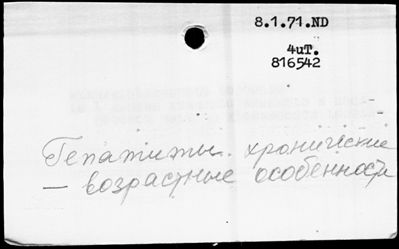 8.1.71.ND
4uT.
816542
Гепатиты хронические
— возрастные особенности